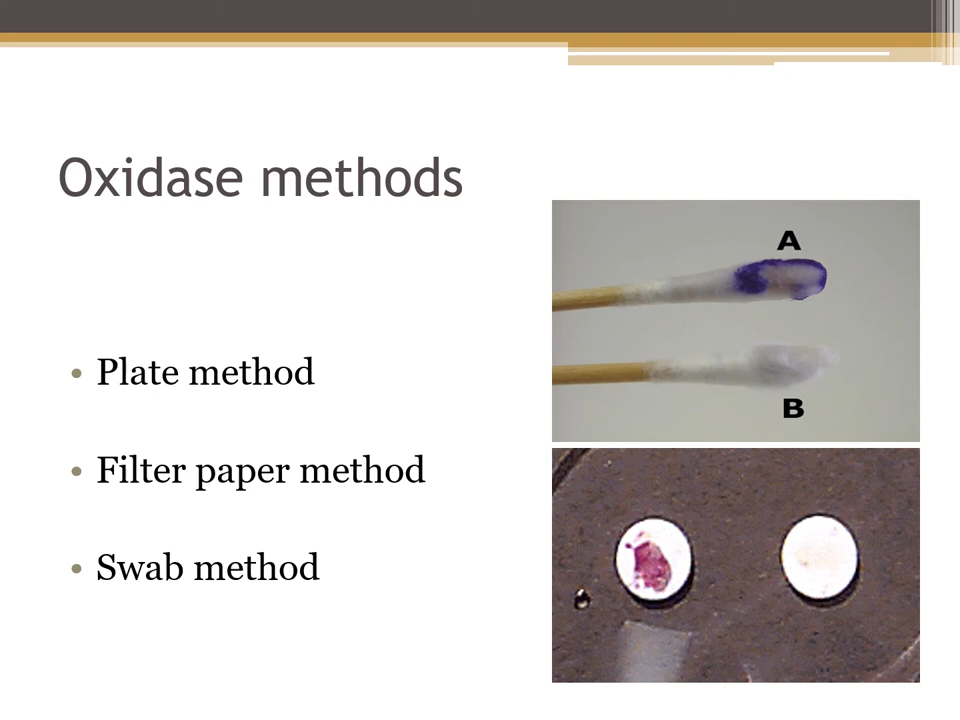 Oxidase methods
• Plate method
• Filter paper method
• Swab method
A
B